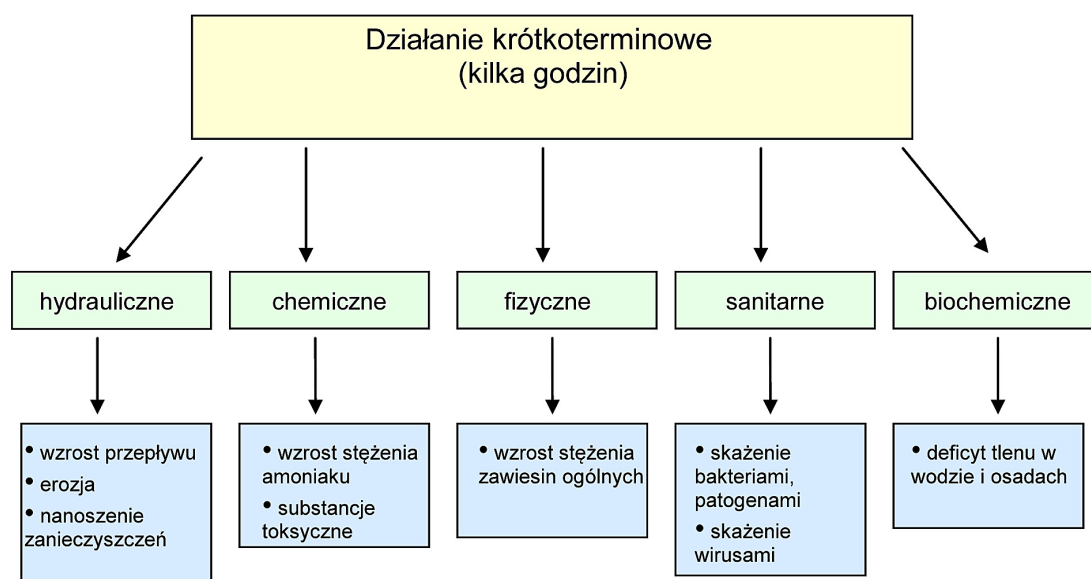 Działanie krótkoterminowe
(kilka godzin)
hydrauliczne
chemiczne
fizyczne
sanitarne
biochemiczne
• wzrost przepływu
• erozja
• nanoszenie
zanieczyszczeń
• wzrost stężenia
amoniaku
• substancje
toksyczne
• wzrost stężenia
zawiesin ogólnych
• skażenie
bakteriami,
patogenami
• skażenie
wirusami
• deficyt tlenu w
wodzie i osadach